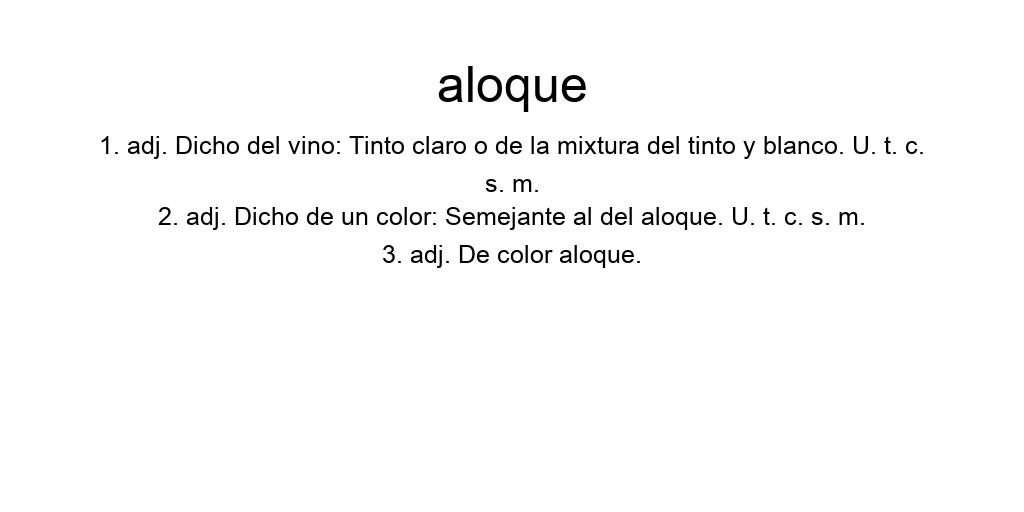 aloque
1. adj. Dicho del vino: Tinto claro o de la mixtura del tinto y blanco. U. t. c.
s. m.
2. adj. Dicho de un color: Semejante al del aloque. U. t. c. s. m.
3. adj. De color aloque.